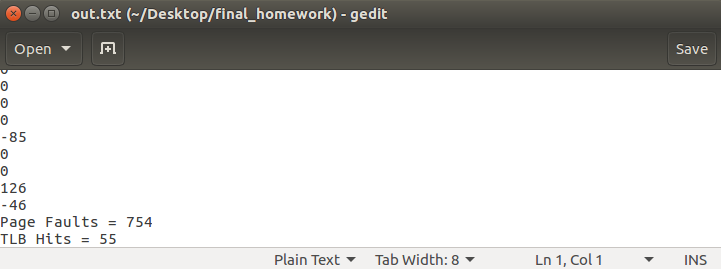 out.txt (~/Desktop/final_homework) - gedit
Open
Save
0
0
0
0
-85
0
0
126
-46
Page Faults = 754
TLB Hits = 55
Plain Text
Tab Width: 8
Ln 1, Col 1
INS